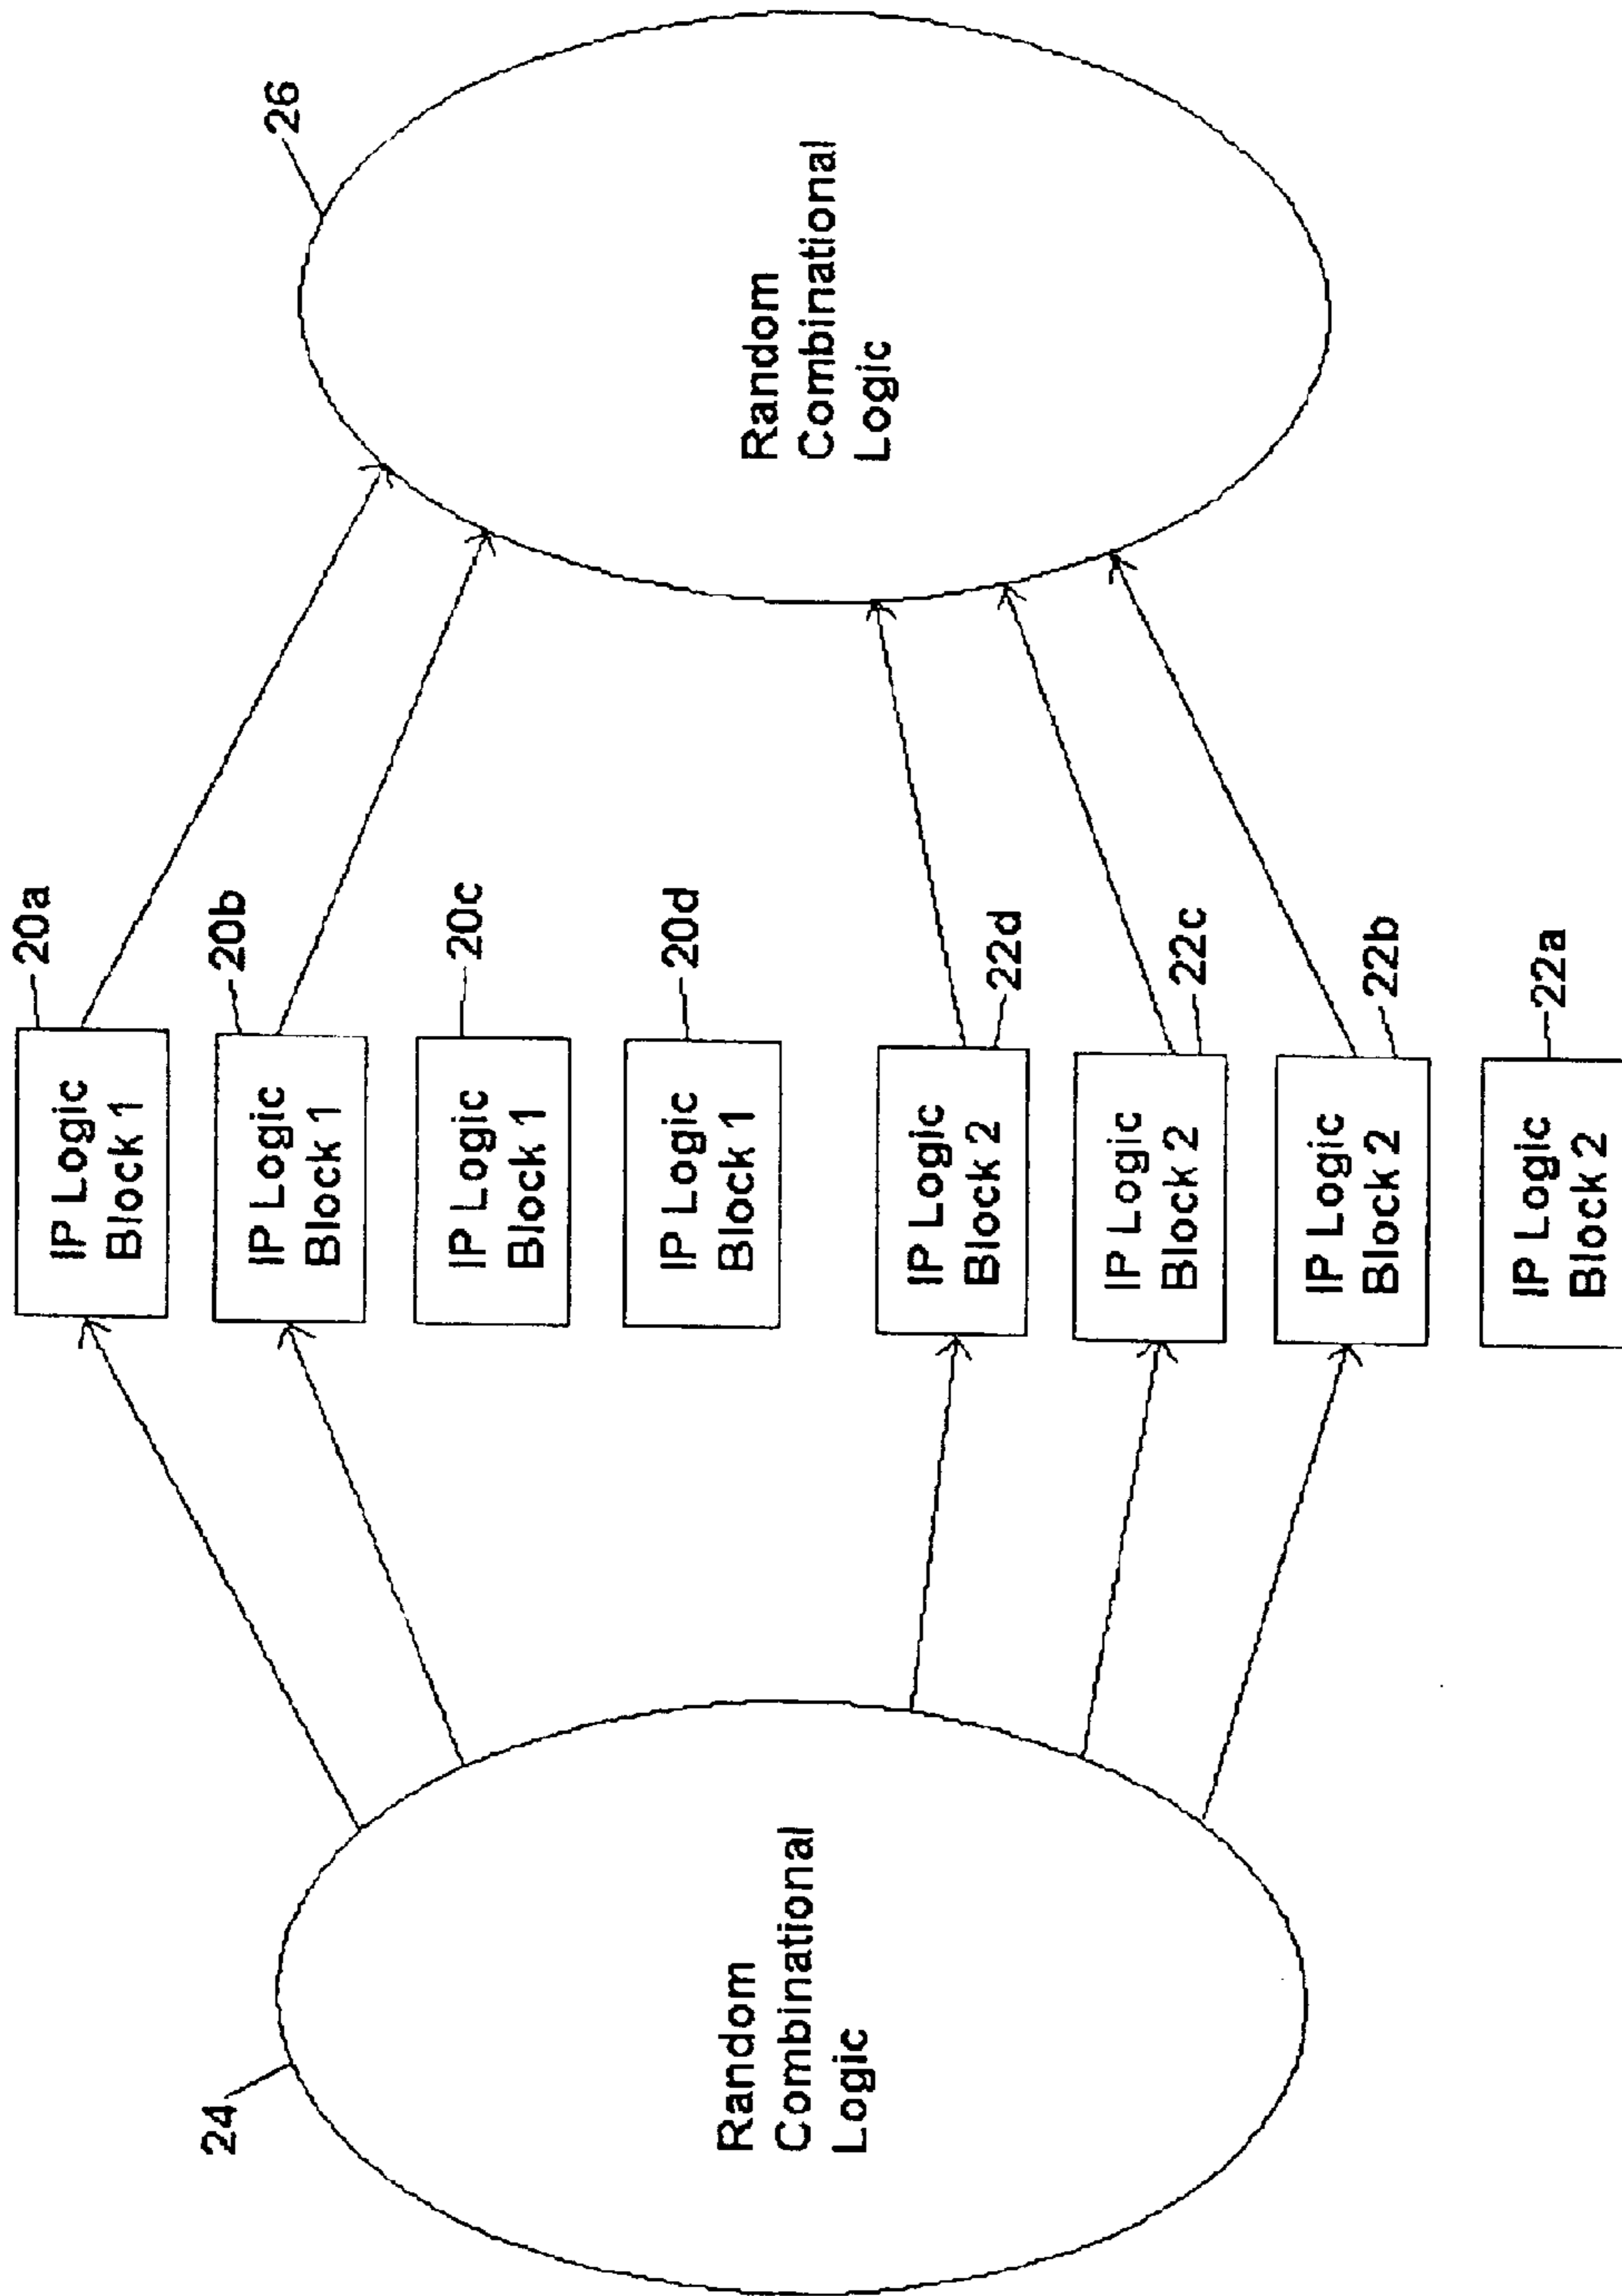 24
Random
Combinational
Logic
20a
IP Logic
Block 1
20b
IP Logic
Block 1
20c
IP Logic
Block 1
20d
IP Logic
Block 1
22d
IP Logic
Block 2
22c
IP Logic
Block 2
22b
IP Logic
Block 2
22a
IP Logic
Block 2
26
Random
Combinational
Logic